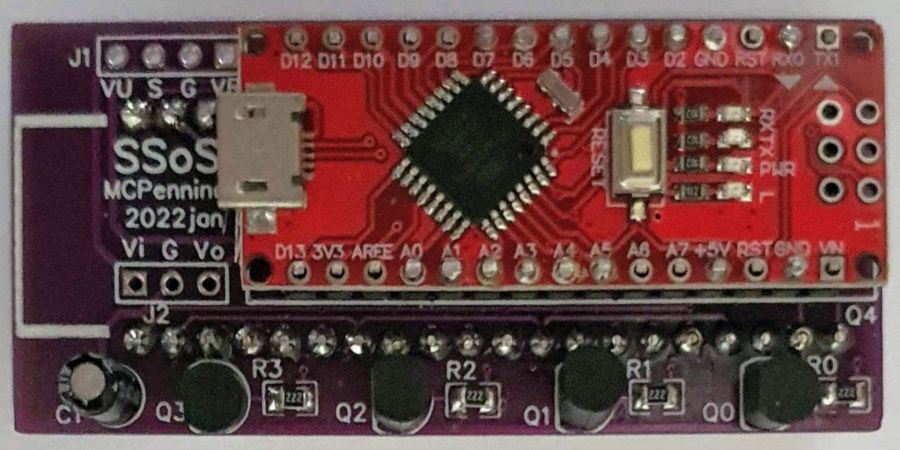 J1
VU S G VR
SSoS
MCPennin
2022jan
Vi G Vo
J2
D12 D11 D10 D9 D8 D7 D6 D5 D4 D3 D2 GND RST RX0 TX1
RESET
RX
TX
PWR
L
1
D13 3V3 AREF A0 A1 A2 A3 A4 A5 A6 A7 +5V RST GND VIN
Q4
C1 Q3 R3 222
Q2 R2 222
Q1 R1 222
Q0 R0 222